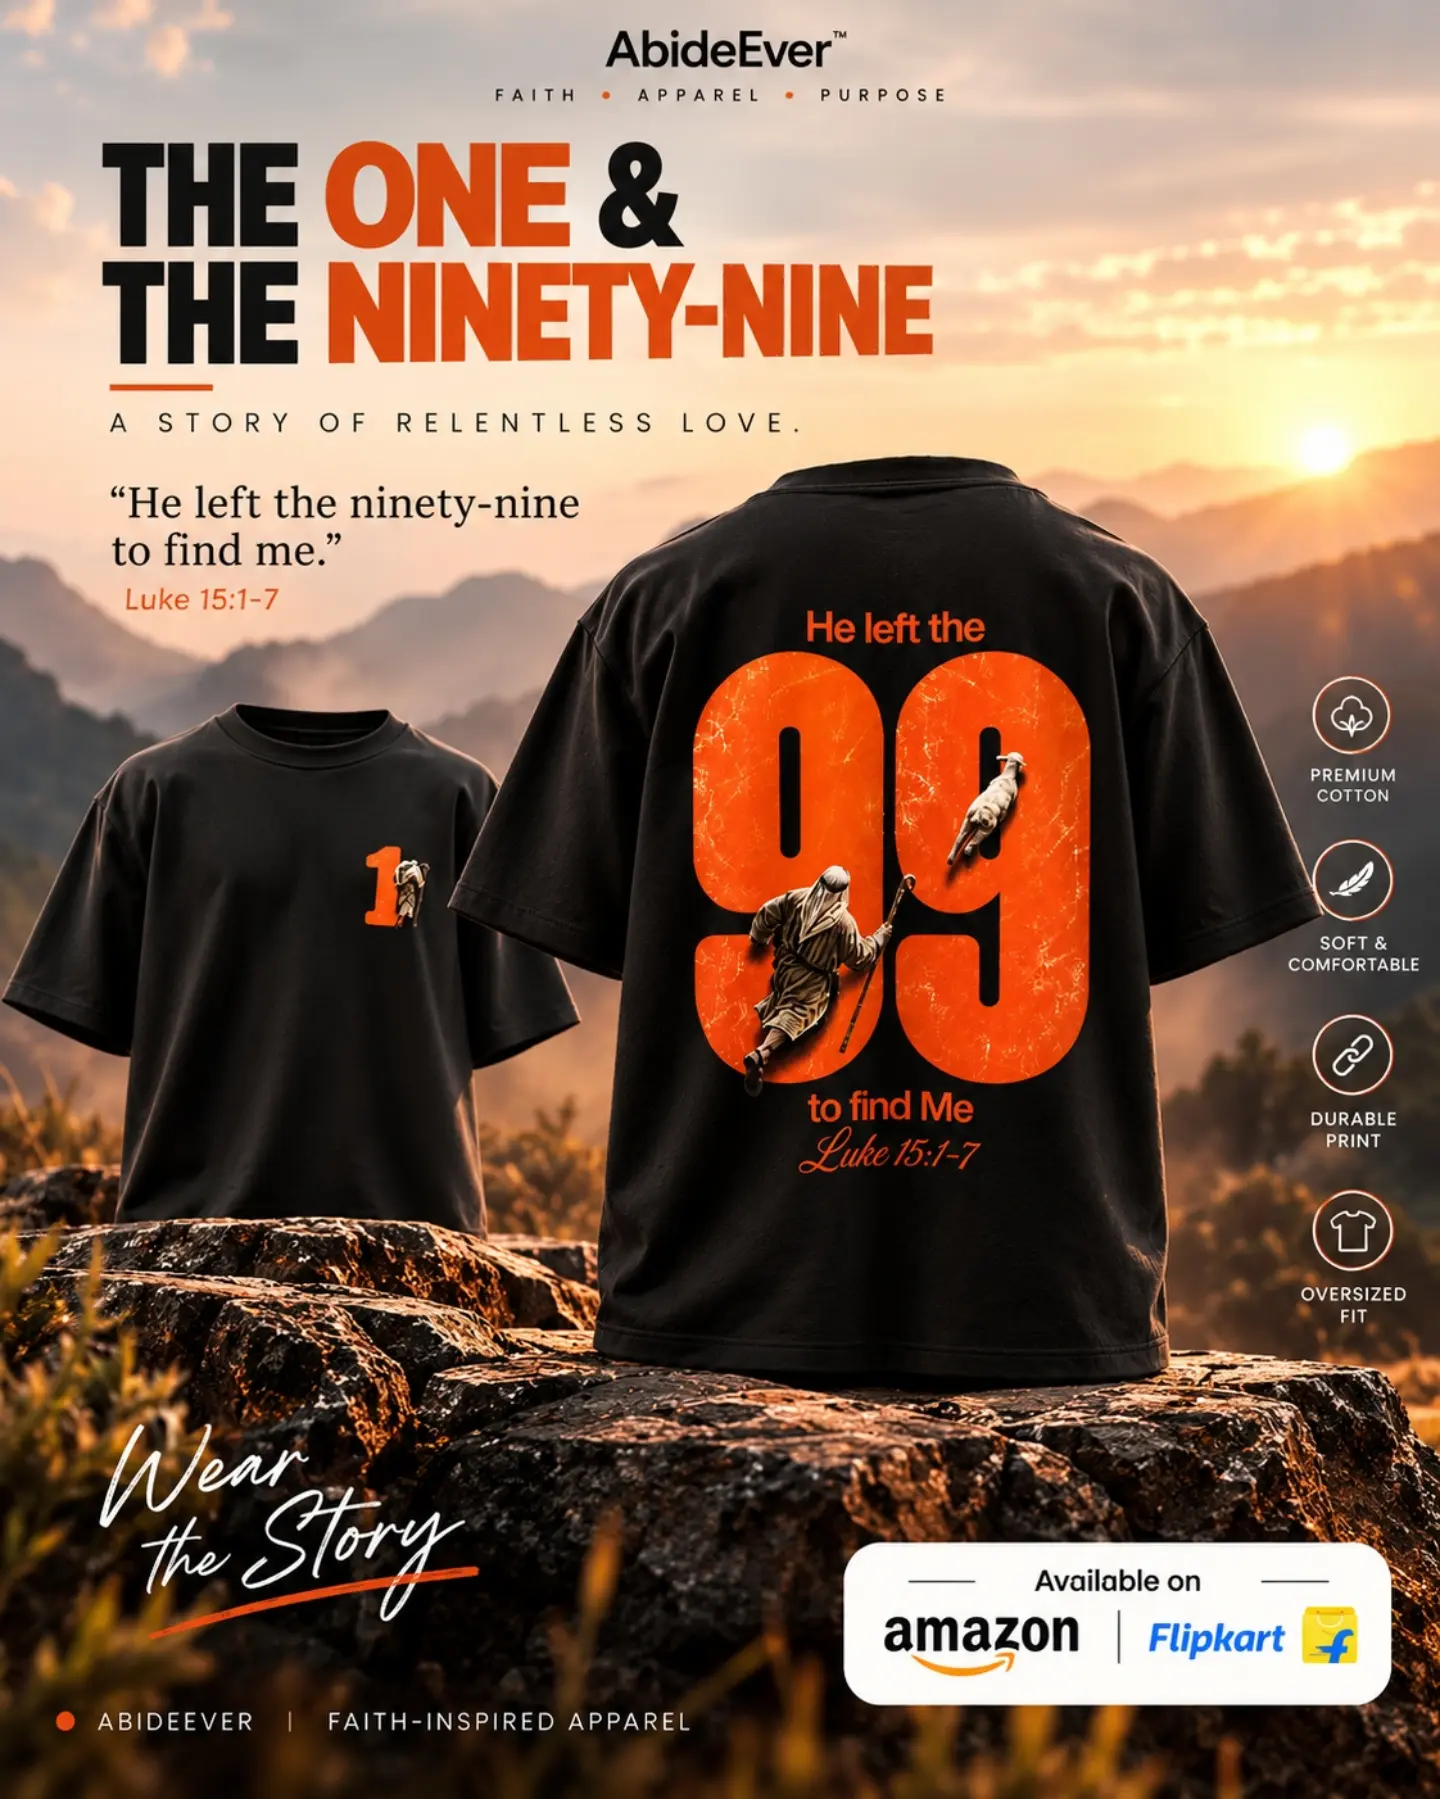 AbideEver™
FAITH • APPAREL • PURPOSE
THE ONE &
THE NINETY-NINE
A STORY OF RELENTLESS LOVE.
“He left the ninety-nine
to find me.”
Luke 15:1-7
He left the
99
to find Me
Luke 15:1-7
1
PREMIUM
COTTON
SOFT &
COMFORTABLE
DURABLE
PRINT
OVERSIZED
FIT
Wear
the Story
Available on
amazon | Flipkart
ABIDEEVER | FAITH-INSPIRED APPAREL